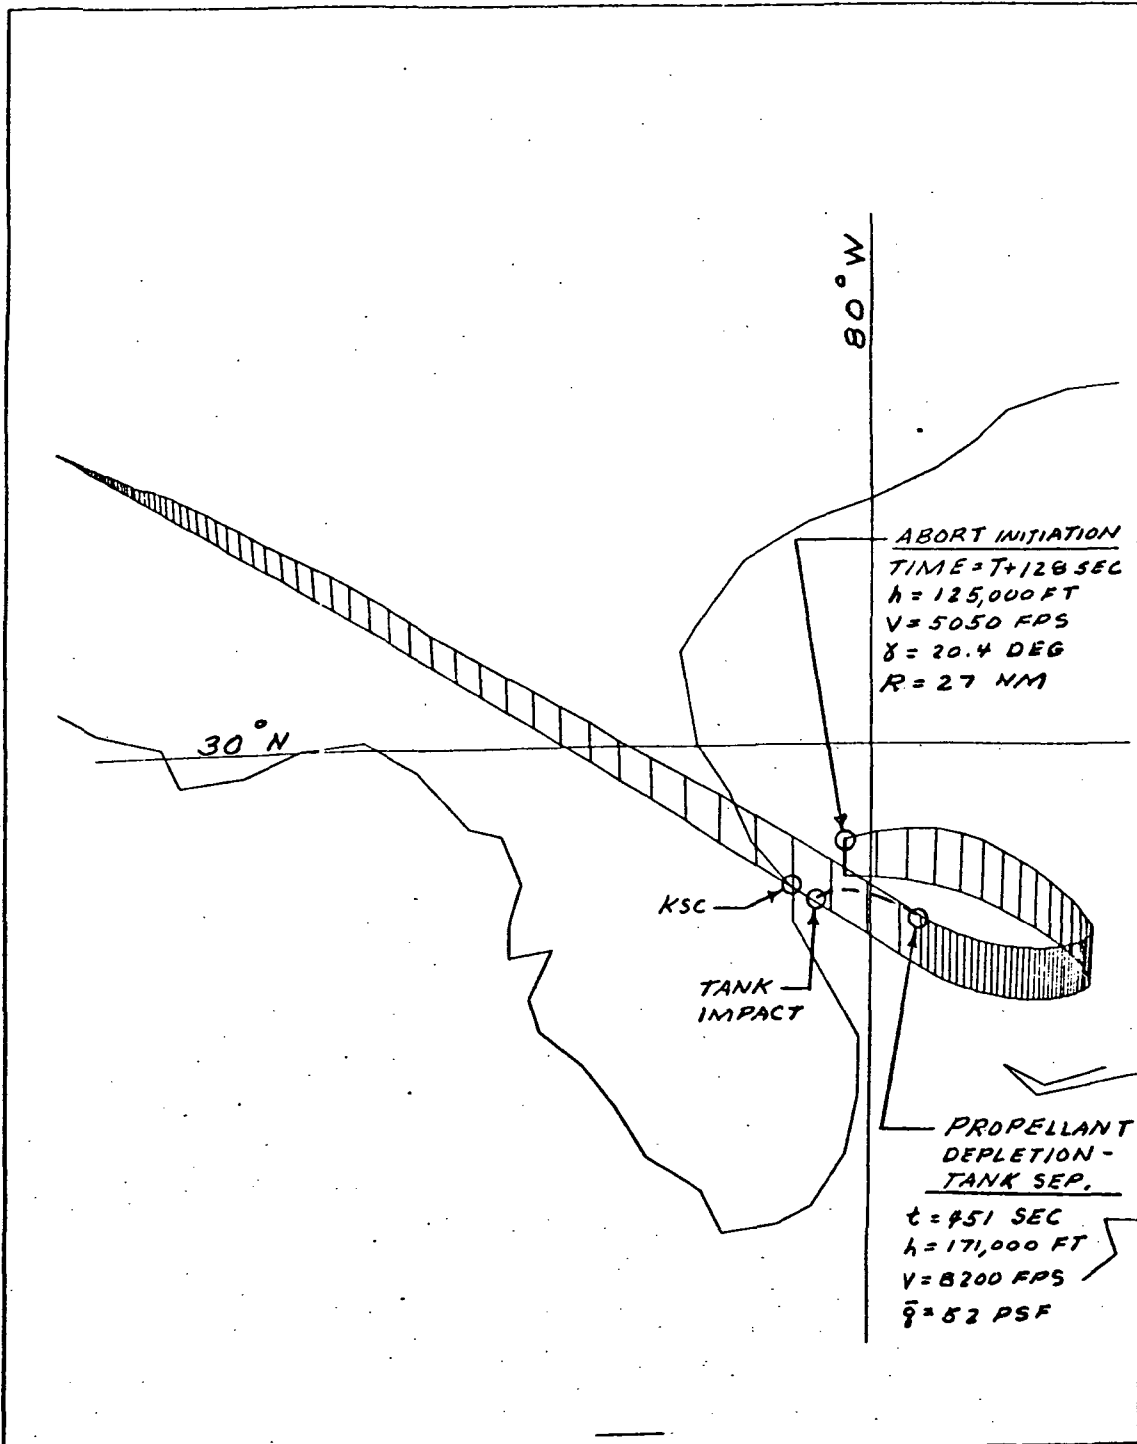 80° W
ABORT INITIATION
TIME = T+128 SEC
h = 125,000 FT
V = 5050 FPS
γ = 20.4 DEG
R = 27 NM
30° N
KSC
TANK
IMPACT
PROPELLANT
DEPLETION -
TANK SEP.
t = 451 SEC
h = 171,000 FT
V = 8200 FPS
q̄ = 52 PSF